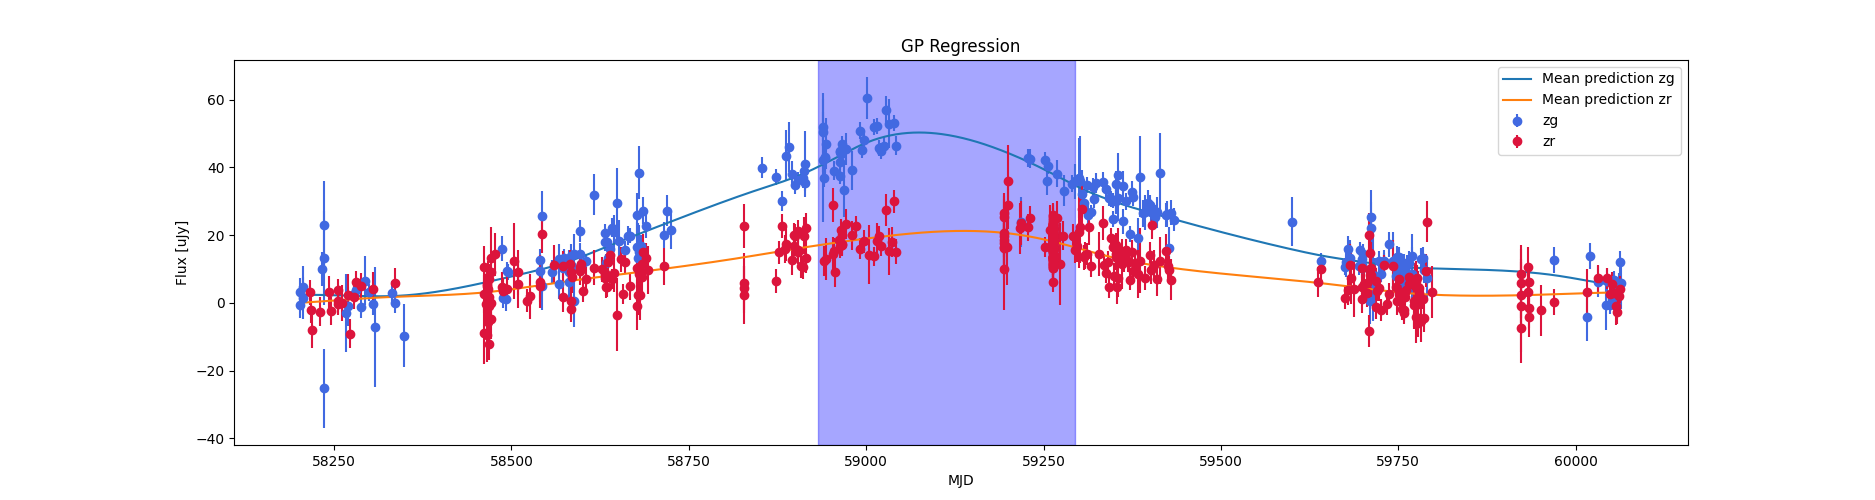 GP Regression
Flux [uJy]
60
40
20
0
−20
−40
58250
58500
58750
59000
59250
59500
59750
60000
MJD
Mean prediction zg
Mean prediction zr
zg
zr